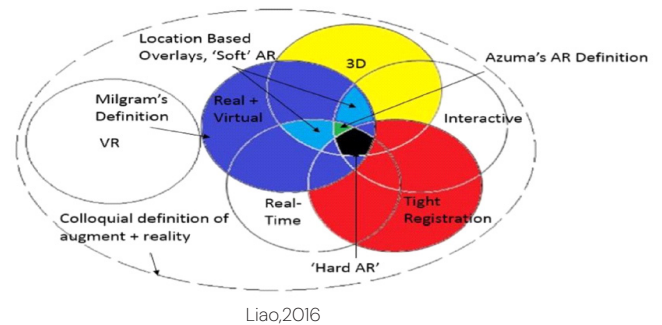 Location Based
Overlays, ‘Soft’ AR
3D
Azuma’s AR Definition
Milgram’s
Definition
Real +
Virtual
Interactive
VR
Colloquial definition of
augment + reality
Real-
Time
Tight
Registration
‘Hard AR’
Liao,2016